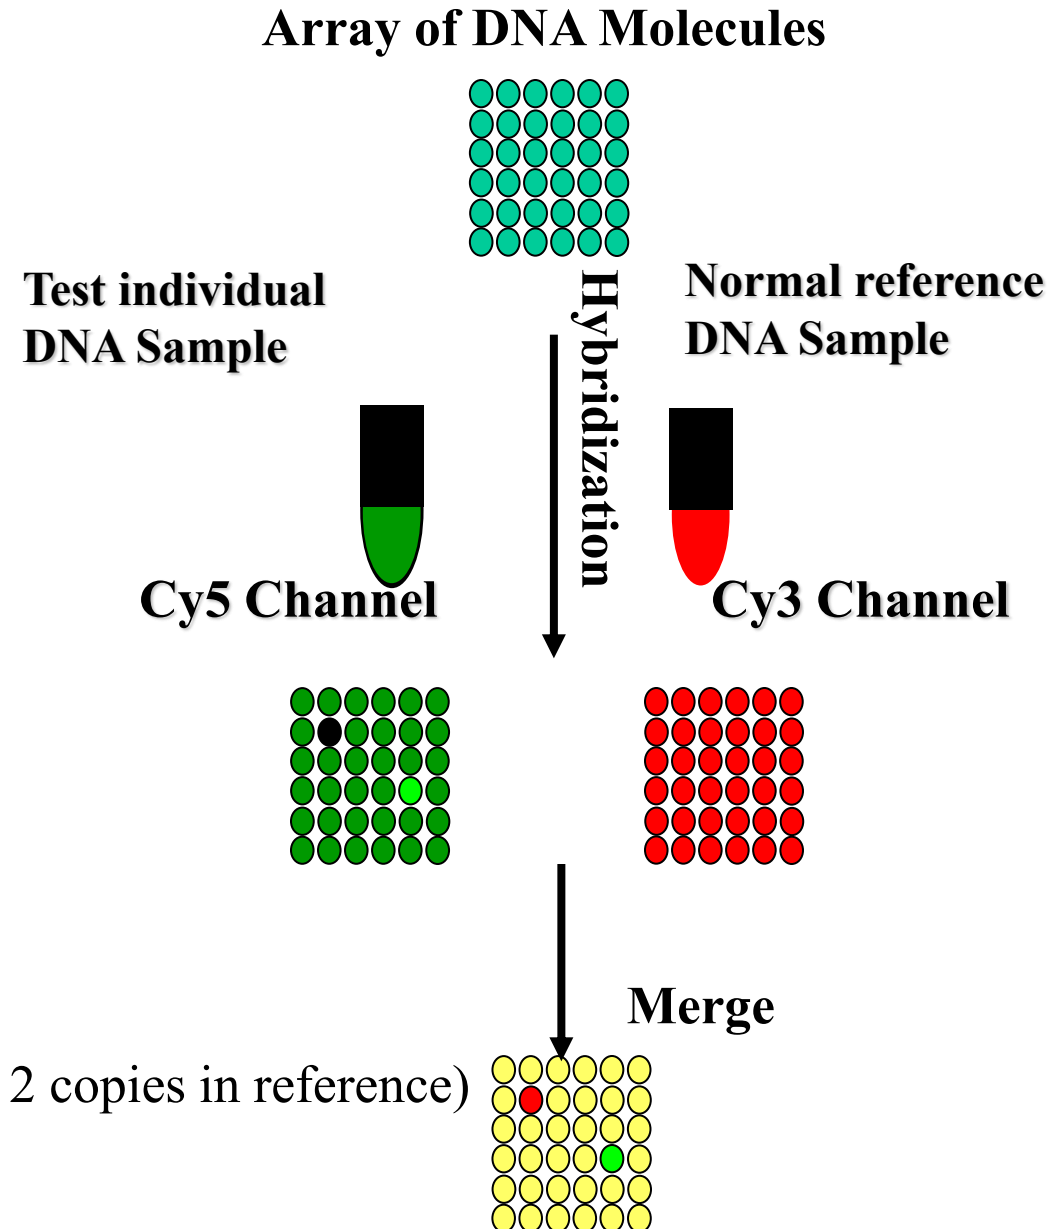 Array of DNA Molecules
Test individual
DNA Sample
Hybridization
Normal reference
DNA Sample
Cy5 Channel
Cy3 Channel
Merge
2 copies in reference)